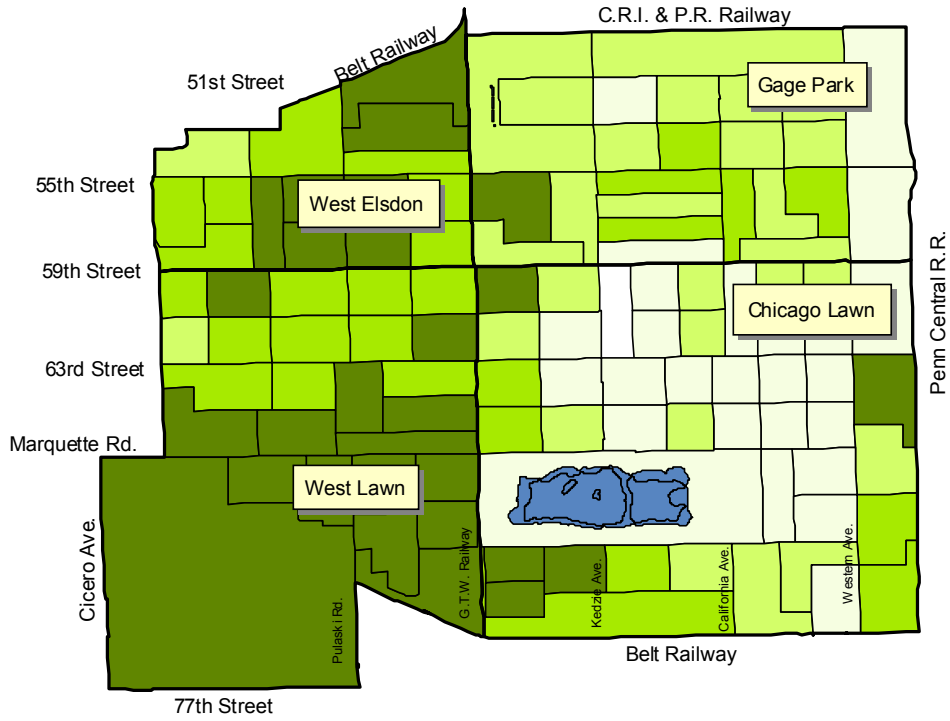 C.R.I. & P.R. Railway
Belt Railway
51st Street
Gage Park
55th Street
West Elsdon
59th Street
Chicago Lawn
Penn Central R.R.
63rd Street
Marquette Rd.
West Lawn
Cicero Ave.
Pulaski Rd.
G.T.W. Railway
Kedzie Ave.
California Ave.
Western Ave.
Belt Railway
77th Street